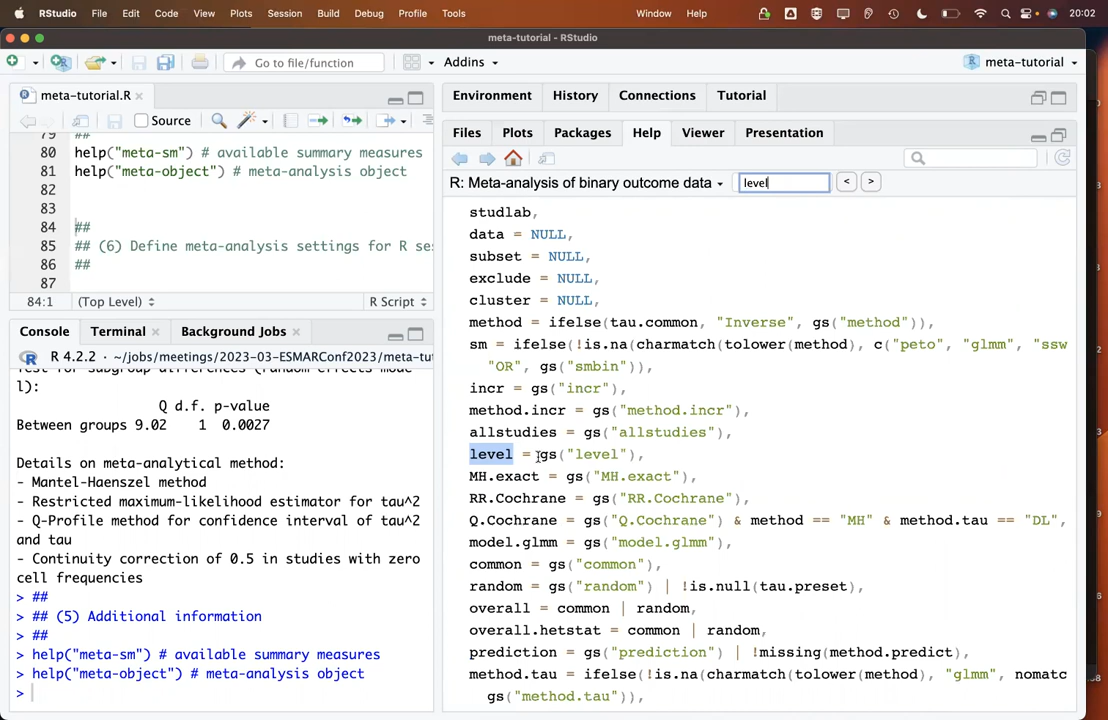 RStudio File Edit Code View Plots Session Build Debug Profile Tools Window Help 20:02
meta-tutorial - RStudio
Go to file/function Addins meta-tutorial
meta-tutorial.R
Source
79 ##
80 help("meta-sm") # available summary measures
81 help("meta-object") # meta-analysis object
82
83
84 ##
85 ## (6) Define meta-analysis settings for R ses
86 ##
87
84:1 (Top Level) R Script
Console Terminal Background Jobs
R 4.2.2 · ~/jobs/meetings/2023-03-ESMARConf2023/meta-tut
Test for subgroup differences (random effects mode
l):
Q d.f. p-value
Between groups 9.02 1 0.0027
Details on meta-analytical method:
- Mantel-Haenszel method
- Restricted maximum-likelihood estimator for tau^2
- Q-Profile method for confidence interval of tau^2
and tau
- Continuity correction of 0.5 in studies with zero
cell frequencies
> ##
> ## (5) Additional information
> ##
> help("meta-sm") # available summary measures
> help("meta-object") # meta-analysis object
>
Environment History Connections Tutorial
Files Plots Packages Help Viewer Presentation
R: Meta-analysis of binary outcome data level < >
studlab,
data = NULL,
subset = NULL,
exclude = NULL,
cluster = NULL,
method = ifelse(tau.common, "Inverse", gs("method")),
sm = ifelse(!is.na(charmatch(tolower(method), c("peto", "glmm", "ssw
"OR", gs("smbin")),
incr = gs("incr"),
method.incr = gs("method.incr"),
allstudies = gs("allstudies"),
level = gs("level"),
MH.exact = gs("MH.exact"),
RR.Cochrane = gs("RR.Cochrane"),
Q.Cochrane = gs("Q.Cochrane") & method == "MH" & method.tau == "DL",
model.glmm = gs("model.glmm"),
common = gs("common"),
random = gs("random") | !is.null(tau.preset),
overall = common | random,
overall.hetstat = common | random,
prediction = gs("prediction") | !missing(method.predict),
method.tau = ifelse(!is.na(charmatch(tolower(method), "glmm", nomatc
gs("method.tau")),